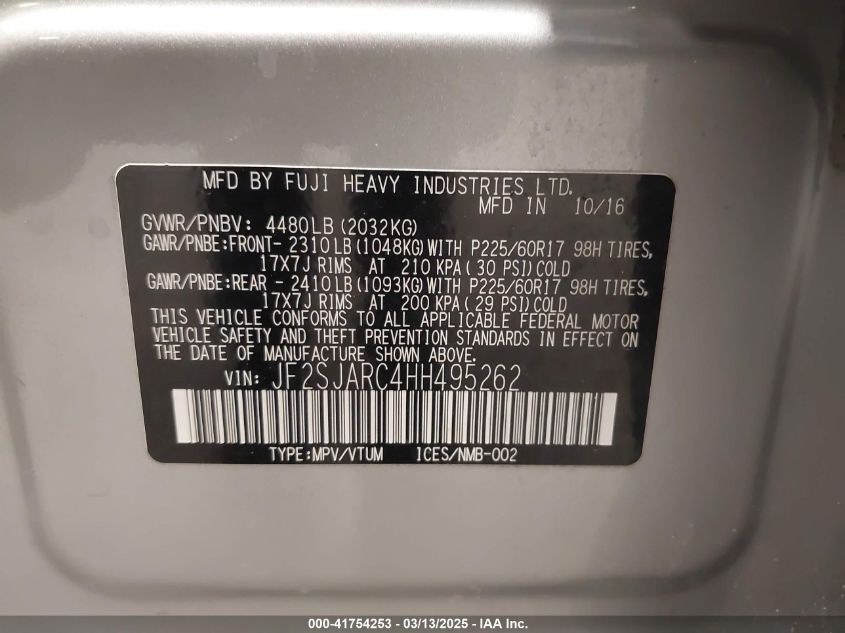 MFD BY FUJI HEAVY INDUSTRIES LTD.
MFD IN 10/16
GVWR/PNBV: 4480LB (2032KG)
GAWR/PNBE:FRONT- 2310LB (1048KG) WITH P225/60R17 98H TIRES,
17X7J RIMS AT 210 KPA ( 30 PSI) COLD
GAWR/PNBE:REAR - 2410LB (1093KG) WITH P225/60R17 98H TIRES,
17X7J RIMS AT 200 KPA ( 29 PSI) COLD
THIS VEHICLE CONFORMS TO ALL APPLICABLE FEDERAL MOTOR
VEHICLE SAFETY AND THEFT PREVENTION STANDARDS IN EFFECT ON
THE DATE OF MANUFACTURE SHOWN ABOVE.
VIN: JF2SJARC4HH495262
TYPE:MPV/VTUM ICES/NMB-002
000-41754253 - 03/13/2025 - IAA Inc.